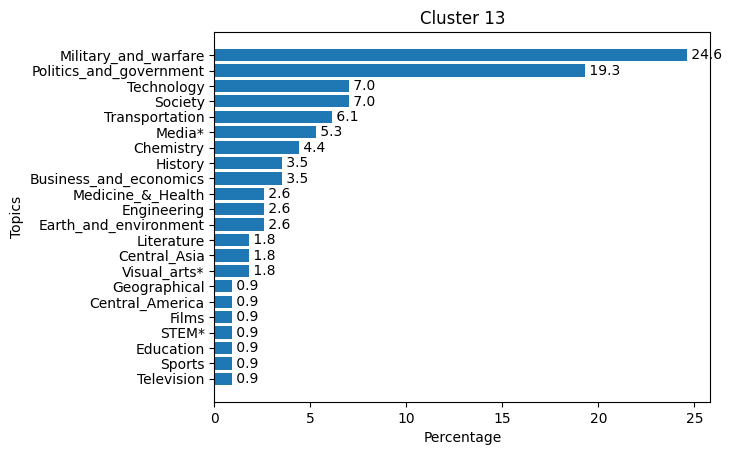 Cluster 13
Military_and_warfare 24.6
Politics_and_government 19.3
Technology 7.0
Society 7.0
Transportation 6.1
Media* 5.3
Chemistry 4.4
History 3.5
Business_and_economics 3.5
Medicine_&_Health 2.6
Engineering 2.6
Earth_and_environment 2.6
Literature 1.8
Central_Asia 1.8
Visual_arts* 1.8
Geographical 0.9
Central_America 0.9
Films 0.9
STEM* 0.9
Education 0.9
Sports 0.9
Television 0.9
Topics
0 5 10 15 20 25
Percentage